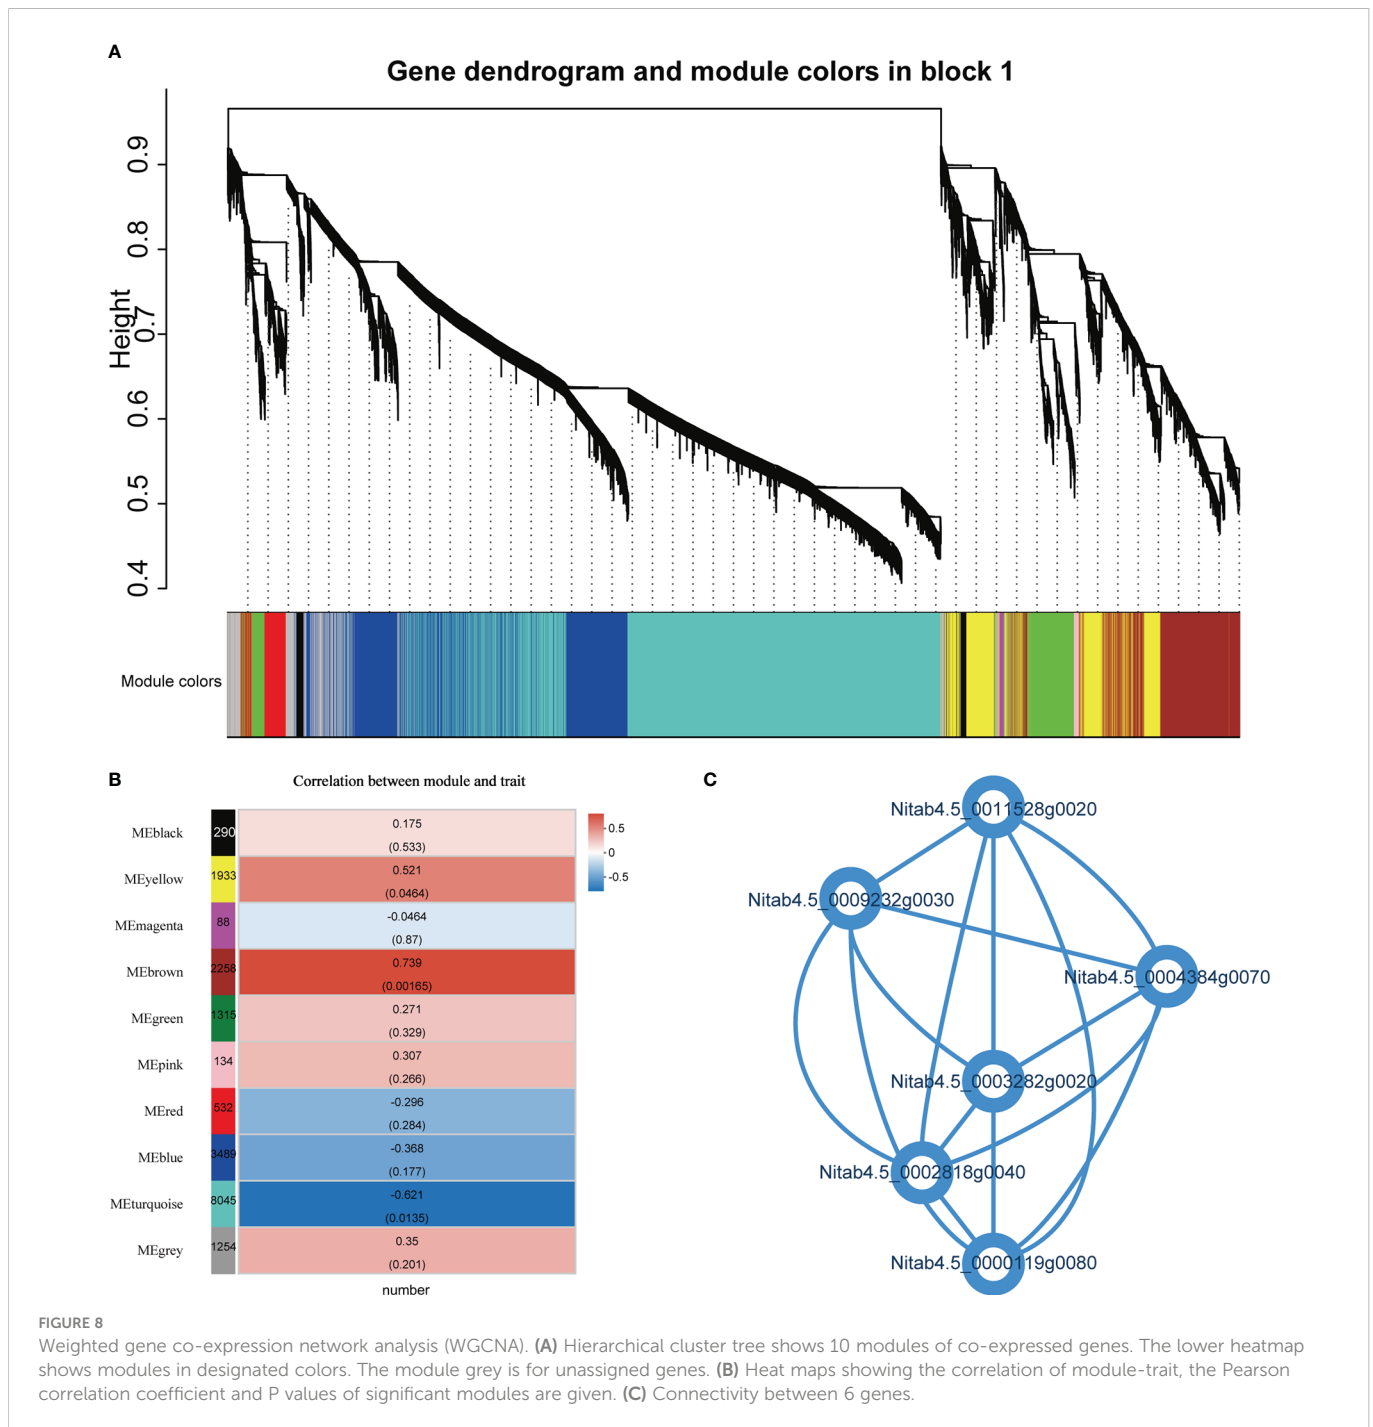 A
Gene dendrogram and module colors in block 1
Height
0.9
0.8
0.7
0.6
0.5
0.4
Module colors
B
Correlation between module and trait
MEblack 290 0.175 (0.533)
MEyellow 1933 0.521 (0.0464)
MEmagenta 88 -0.0464 (0.87)
MEbrown 2258 0.739 (0.00165)
MEgreen 1315 0.271 (0.329)
MEpink 134 0.307 (0.266)
MEred 532 -0.296 (0.284)
MEblue 3489 -0.368 (0.177)
MEturquoise 8045 -0.621 (0.0135)
MEgrey 1254 0.35 (0.201)
number
0.5
0
-0.5
C
Nitab4.5_0011528g0020
Nitab4.5_0009232g0030
Nitab4.5_0004384g0070
Nitab4.5_0003282g0020
Nitab4.5_0002818g0040
Nitab4.5_0000119g0080
FIGURE 8
Weighted gene co-expression network analysis (WGCNA). (A) Hierarchical cluster tree shows 10 modules of co-expressed genes. The lower heatmap
shows modules in designated colors. The module grey is for unassigned genes. (B) Heat maps showing the correlation of module-trait, the Pearson
correlation coefficient and P values of significant modules are given. (C) Connectivity between 6 genes.